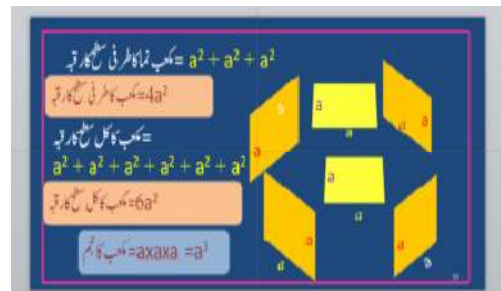 مکعب نما کا طرفی سطح کا رقبہ = a² + a² + a²
مکعب کا طرفی سطح کا رقبہ = 4a²
مکعب کا کل سطح کا رقبہ =
a² + a² + a² + a² + a² + a²
مکعب کا کل سطح کا رقبہ = 6a²
مکعب کا حجم = axaxa = a³
a
a
a
a
a
a
a
a
a
a
a